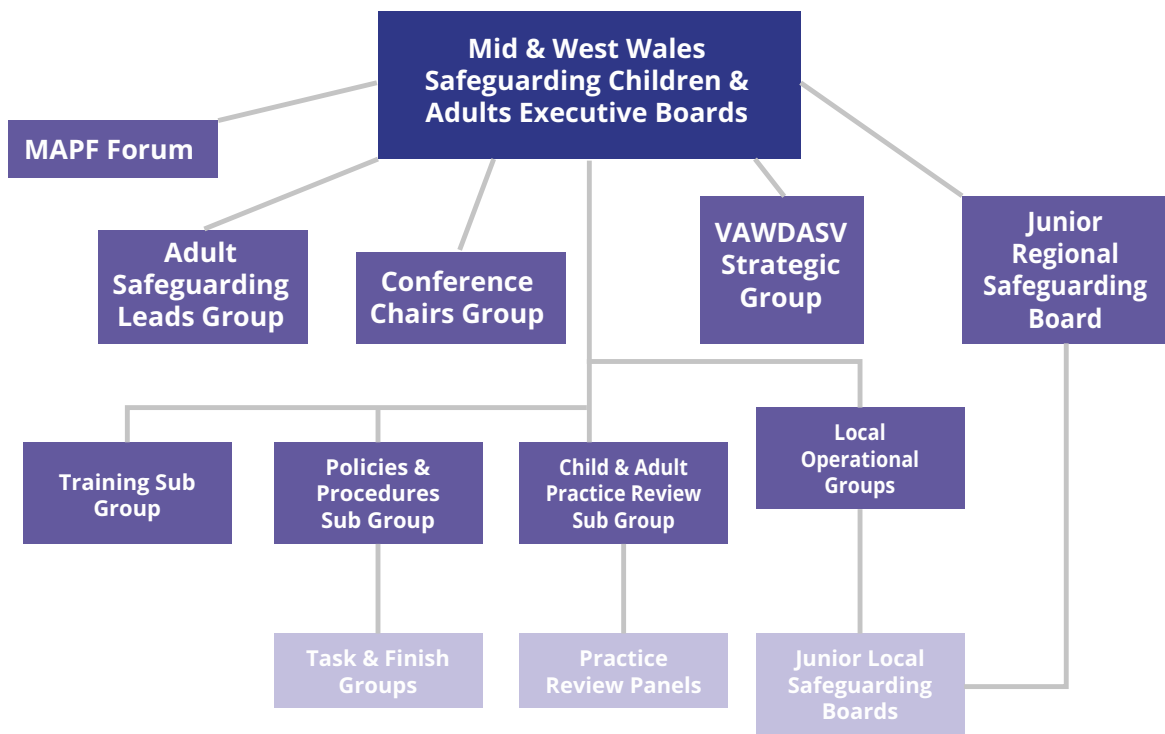 Mid & West Wales
Safeguarding Children &
Adults Executive Boards
MAPF Forum
Adult
Safeguarding
Leads Group
Conference
Chairs Group
VAWDASV
Strategic
Group
Junior
Regional
Safeguarding
Board
Training Sub
Group
Policies &
Procedures
Sub Group
Child & Adult
Practice Review
Sub Group
Local
Operational
Groups
Task & Finish
Groups
Practice
Review Panels
Junior Local
Safeguarding
Boards